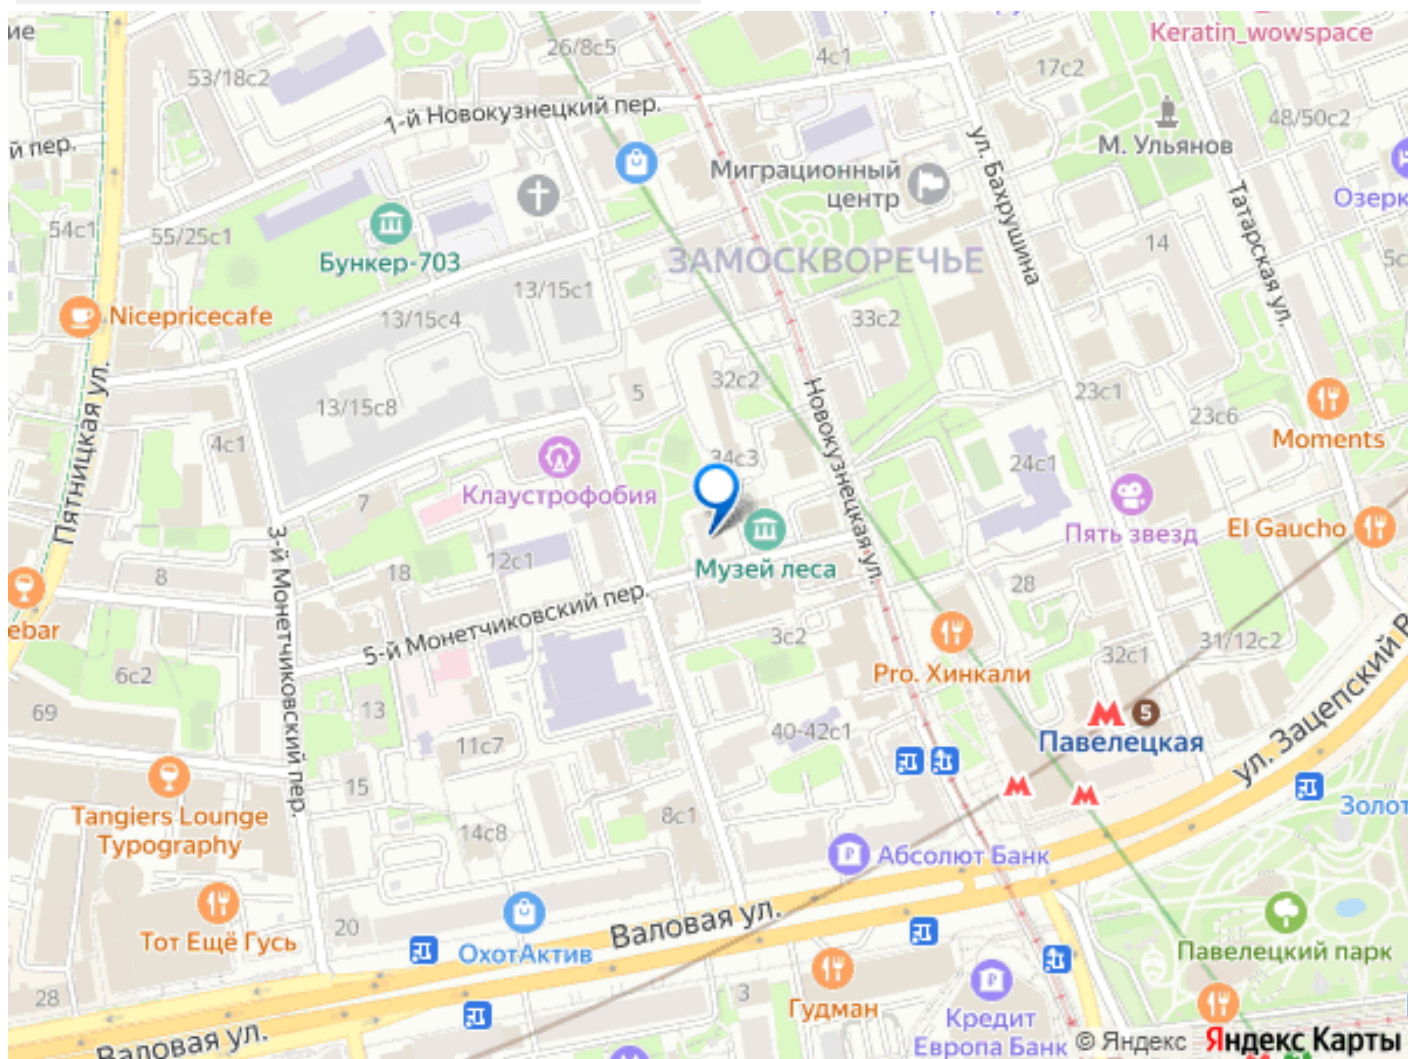 ие
26/8с5
4с1
Keratin_wowspace
53/18с2
17с2
1-й Новокузнецкий пер.
48/50с2
й пер.
М. Ульянов
ул. Бахрушина
Миграционный
центр
Озерк
54с1
55/25с1
Бункер-703
ЗАМОСКВОРЕЧЬЕ
14
Татарская ул.
5с
13/15с1
Nicepricecafe
13/15с4
33с2
32с2
5
13/15с8
23с1
23с6
Пятницкая ул.
4с1
Новокузнецкая ул.
Moments
34с3
24с1
Клаустрофобия
7
Пять звезд
El Gaucho
3-й Монетчиковский пер.
12с1
Музей леса
18
8
28
ebar
5-й Монетчиковский пер.
3с2
31/12с2
32с1
6с2
Pro. Хинкали
69
13
40-42с1
5
Павелецкая
11с7
ул. Зацепский В
15
Tangiers Lounge
Typography
14с8
8с1
Золот
Абсолют Банк
20
Валовая ул.
Тот Ещё Гусь
ОхотАктив
Павелецкий парк
28
3
Гудман
Кредит
Европа Банк
Валовая ул.
© Яндекс Яндекс Карты